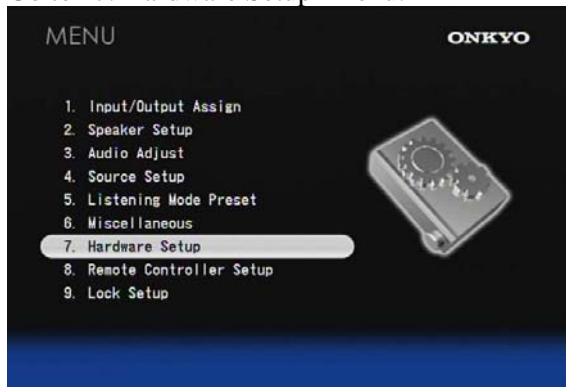 MENU
ONKYO
1. Input/Output Assign
2. Speaker Setup
3. Audio Adjust
4. Source Setup
5. Listening Mode Preset
6. Miscellaneous
7. Hardware Setup
8. Remote Controller Setup
9. Lock Setup